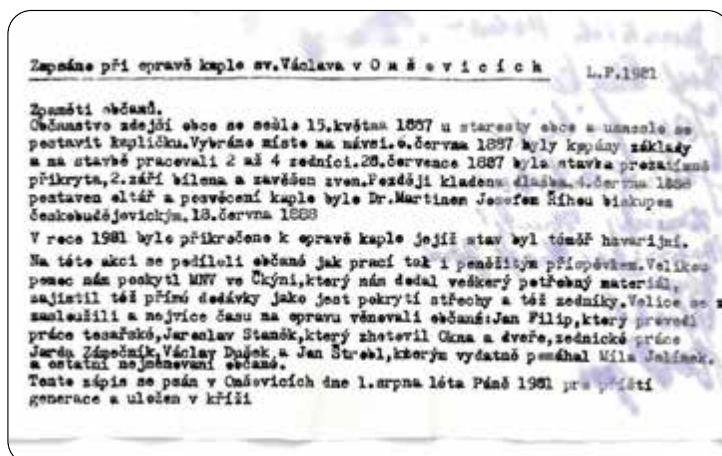 Zapsáno při opravě kaple sv.Václava v O n š o v i c í c h L.P.1981
Zpaměti občanů.
Občanstvo zdejší obce se sešlo 15.května 1887 u starosty obce a usneslo se
postavit kapličku.Vybráno místo na návsi.6.června 1887 byly kopány základy
a na stavbě pracovali 2 až 4 zedníci.28.července 1887 byla stavba prozatímně
přikryta,2.září bílena a zavěšen zvon.Později kladena dlažba.4.června 1888
postaven oltář a posvěcení kaple bylo Dr.Martinem Josefem Říhou biskupem
českobudějovickým,18.června 1888
V roce 1981 bylo přikročeno k opravě kaple jejíž stav byl téměř havarijní.
Na této akci se podíleli občané jak prací tak i peněžitým příspěvkem.Velikou
pomoc nám poskytl MNV ve Čkyni,který nám dodal veškerý potřebný materiál,
zajistil též přímo dodávky jako jest pokrytí střechy a též zedníky.Velice se z
zasloužili a nejvíce času na opravu věnovali občané:Jan Filip,který provedl
práce tesařské,Jaroslav Staněk,který zhotovil Okna a dveře,zednické práce
Jarda Zámečník,Václav Dušek a Jan Štrobl,kterým vydatně pomáhal Míla Jelínek.
a ostatní nejmenovaní občané.
Tento zápis se psán v Onšovicích dne 1.srpna léta Páně 1981 pro příští
generace a uložen v kříži